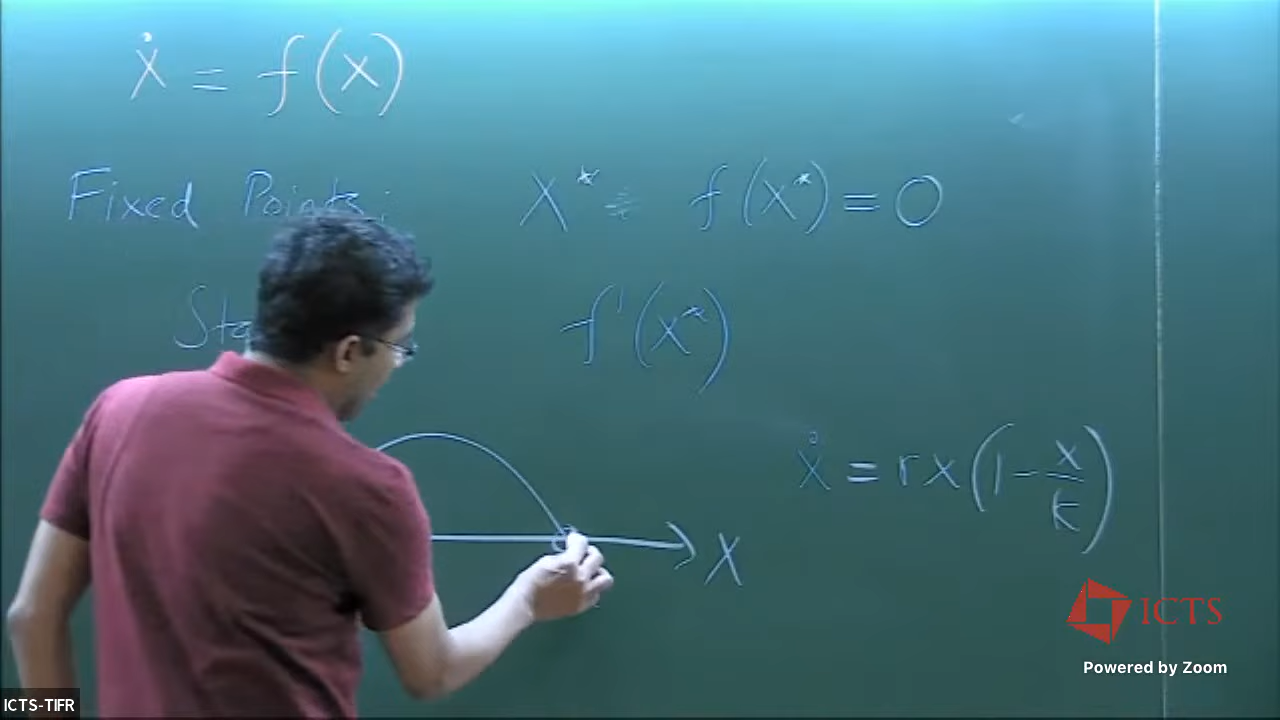 ẋ = f(x)
Fixed Points: x* : f(x*) = 0
f'(x*)
ẋ = rx(1 - x/k)
x
ICTS
Powered by Zoom
ICTS-TIFR